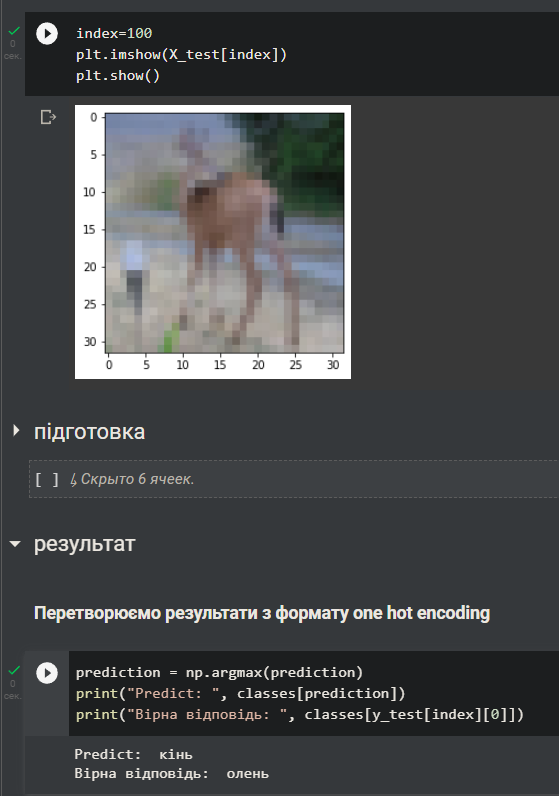 index=100
plt.imshow(X_test[index])
plt.show()
0
сек.
0
5
10
15
20
25
30
0 5 10 15 20 25 30
підготовка
[ ] ↳ Скрыто 6 ячеек.
результат
Перетворюємо результати з формату one hot encoding
prediction = np.argmax(prediction)
print("Predict: ", classes[prediction])
print("Вірна відповідь: ", classes[y_test[index][0]])
0
сек.
Predict:  кінь
Вірна відповідь:  олень